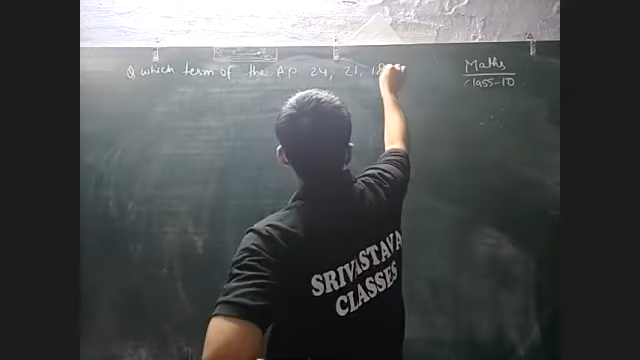 Q which term of the AP 24, 21, 18
Maths
Class-10
SRIVASTAVA
CLASSES